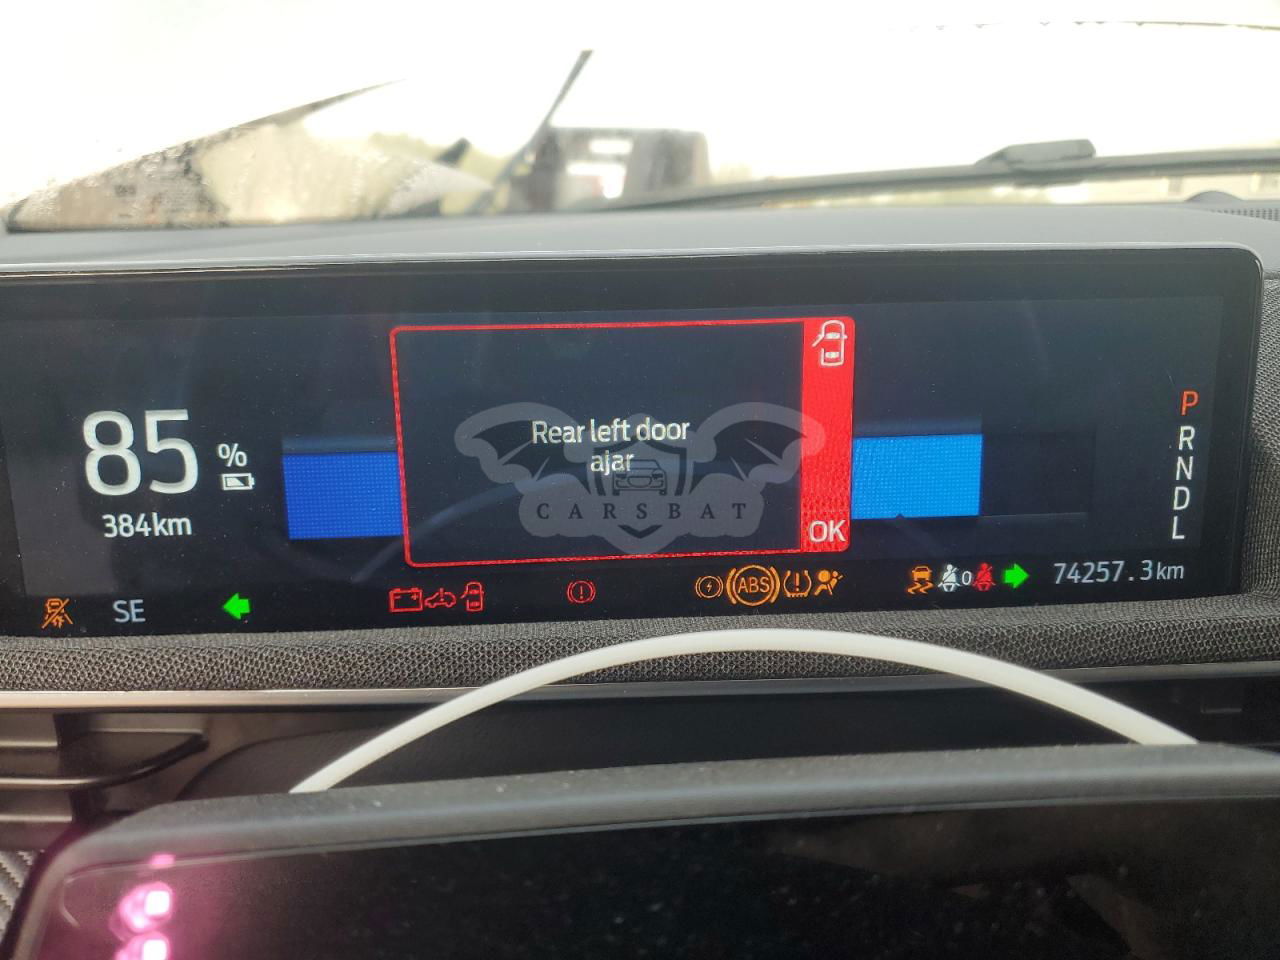 85 %
384km
SE
Rear left door
ajar
OK
CARSBAT
ABS
0
74257.3km
P
R
N
D
L